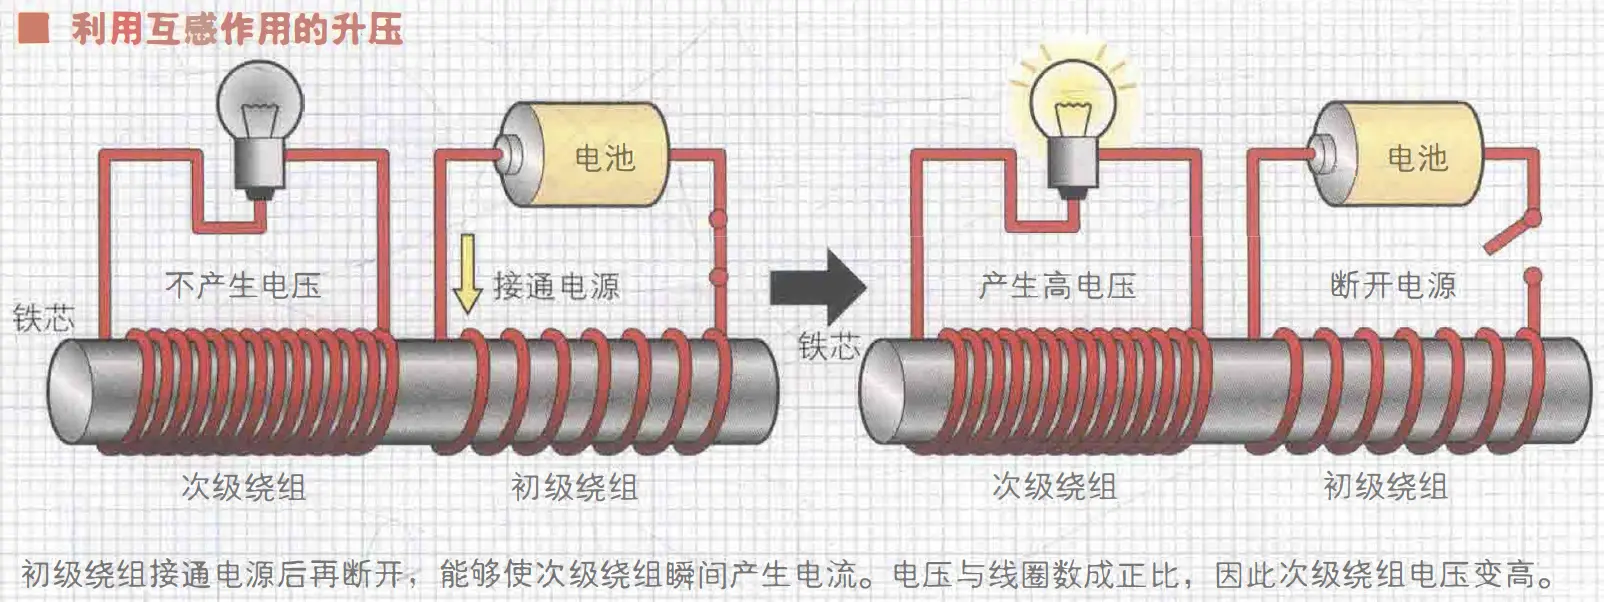 利用互感作用的升压
电池
电池
不产生电压
接通电源
产生高电压
断开电源
铁芯
铁芯
次级绕组
初级绕组
次级绕组
初级绕组
初级绕组接通电源后再断开，能够使次级绕组瞬间产生电流。电压与线圈数成正比，因此次级绕组电压变高。